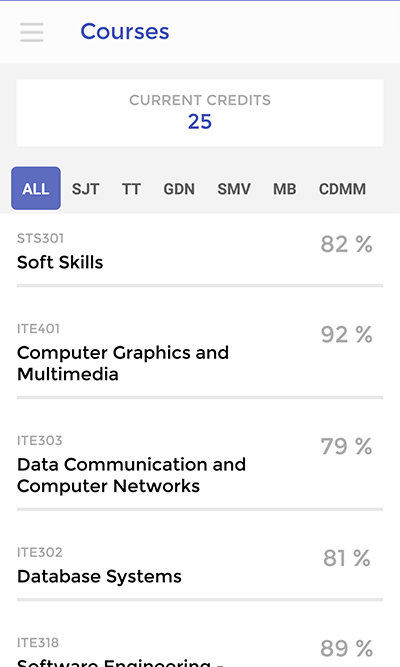 Courses
CURRENT CREDITS
25
ALL SJT TT GDN SMV MB CDMM
STS301
82 %
Soft Skills
ITE401
92 %
Computer Graphics and
Multimedia
ITE303
79 %
Data Communication and
Computer Networks
ITE302
81 %
Database Systems
ITE318
89 %
Software Engineering -